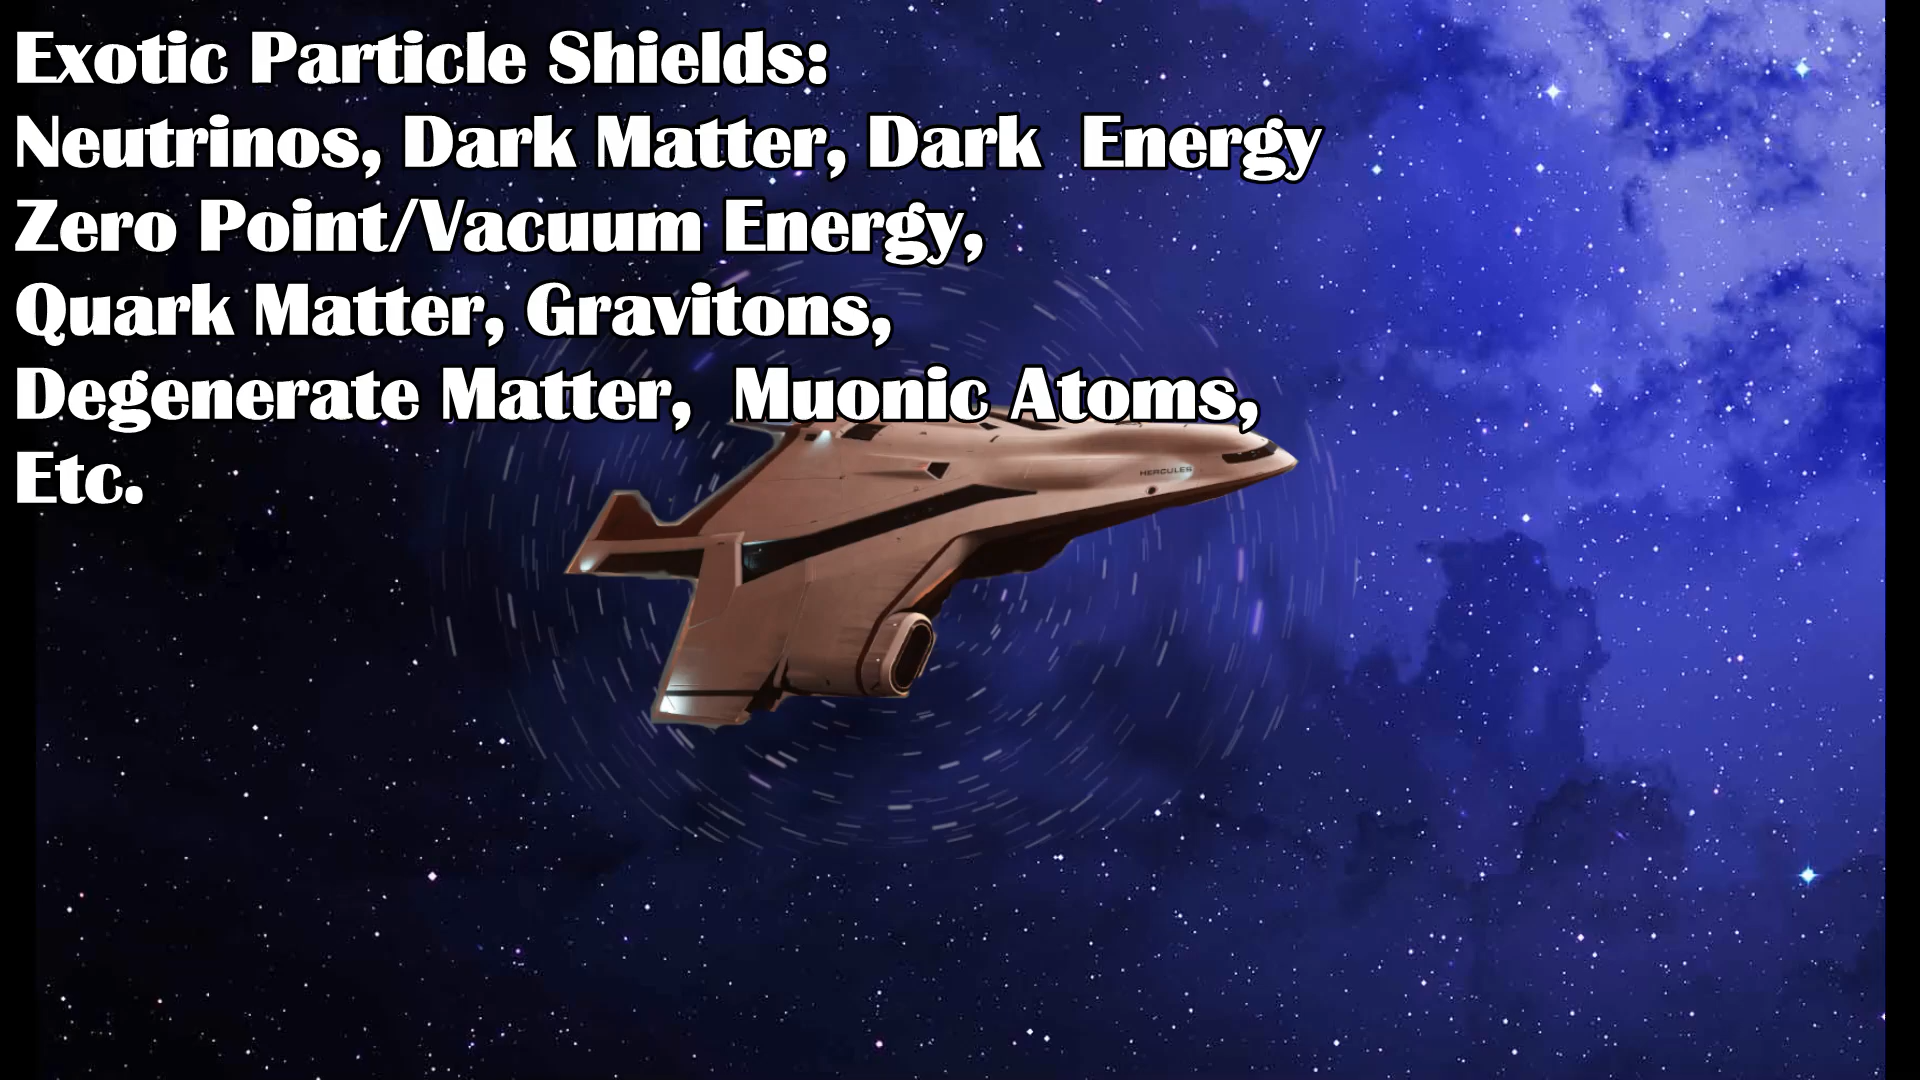 Exotic Particle Shields:
Neutrinos, Dark Matter, Dark Energy
Zero Point/Vacuum Energy,
Quark Matter, Gravitons,
Degenerate Matter, Muonic Atoms,
Etc.
HERCULES